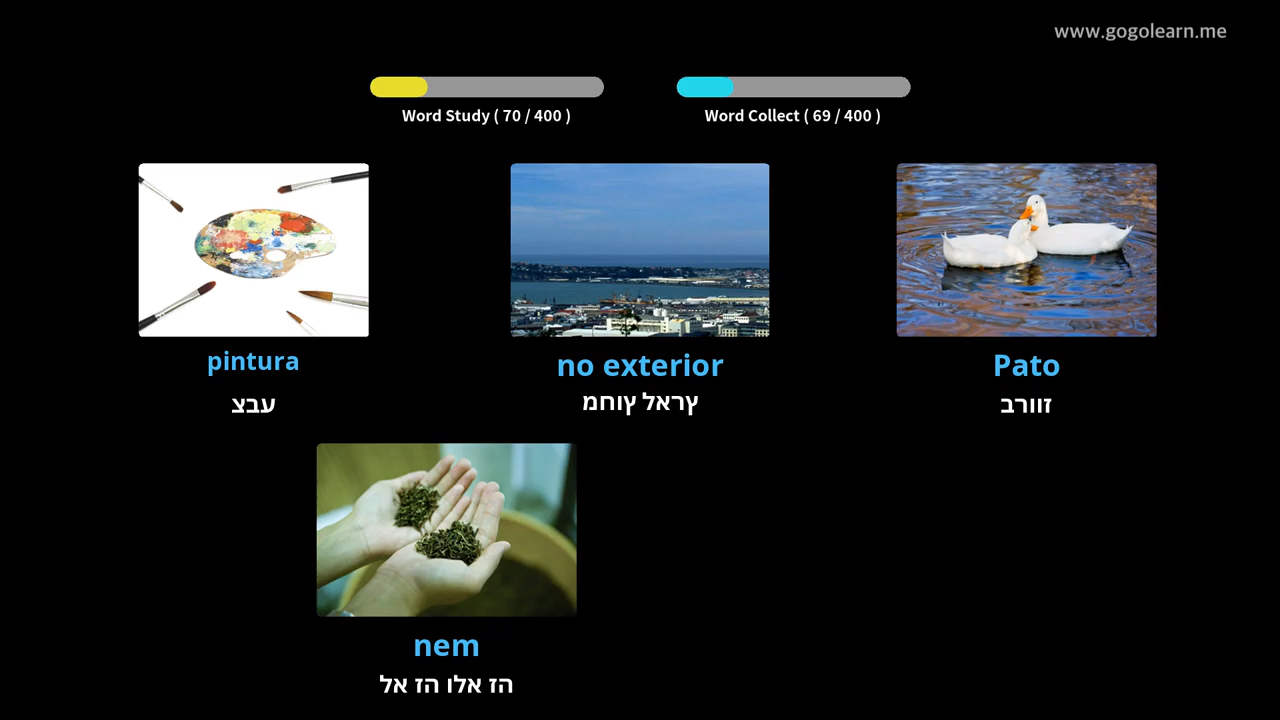 www.gogolearn.me
Word Study ( 70 / 400 )
Word Collect ( 69 / 400 )
pintura
עבצ
no exterior
ץראל ץוחמ
Pato
זוורב
nem
הז אלו הז אל